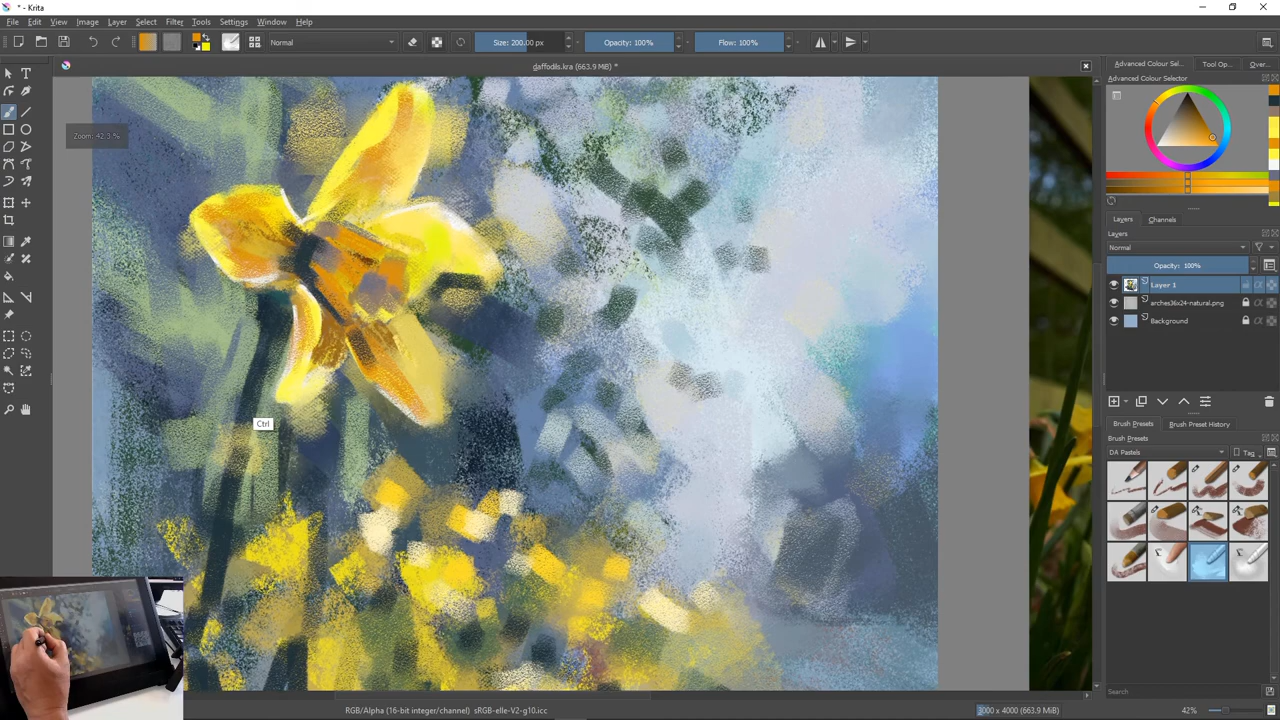 * - Krita
File Edit View Image Layer Select Filter Tools Settings Window Help
Normal
Size: 200.00 px
Opacity: 100%
Flow: 100%
daffodils.kra (663.9 MiB) *
Advanced Colour Sel... Tool Op... Over...
Advanced Colour Selector
Zoom: 42.3 %
Layers Channels
Layers
Normal
Opacity: 100%
Layer 1
arches36x24-natural.png
Background
Ctrl
Brush Presets Brush Preset History
Brush Presets
DA Pastels
Tag
Search
RGB/Alpha (16-bit integer/channel) sRGB-elle-V2-g10.icc
3000 x 4000 (663.9 MiB)
42%